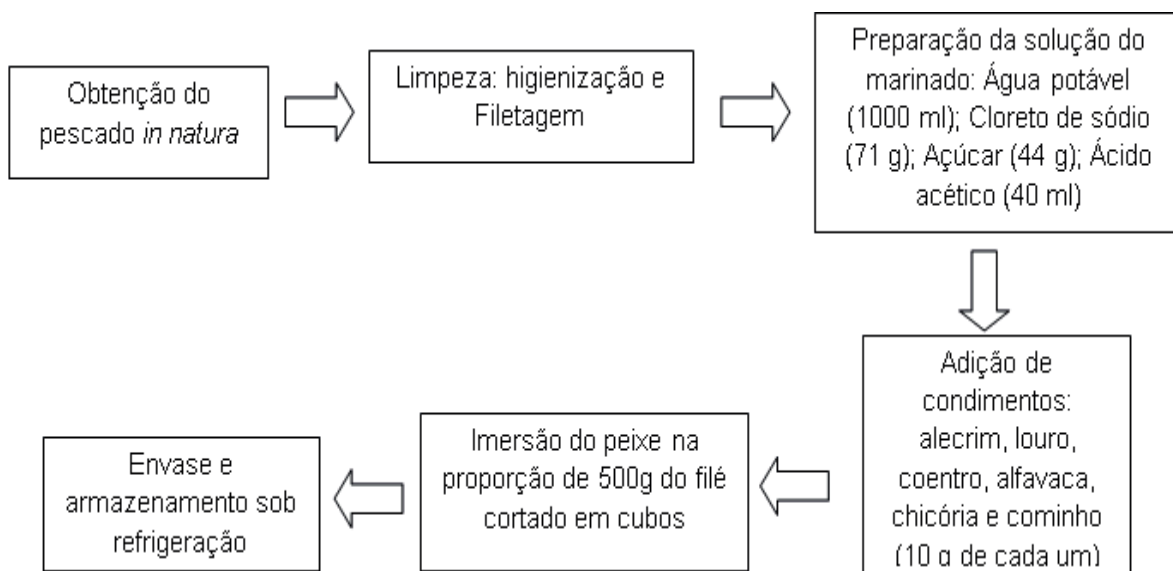 Obtenção do
pescado in natura
Limpeza: higienização e
Filetagem
Preparação da solução do
marinado: Água potável
(1000 ml); Cloreto de sódio
(71 g); Açúcar (44 g); Ácido
acético (40 ml)
Adição de
condimentos:
alecrim, louro,
coentro, alfavaca,
chicória e cominho
(10 g de cada um)
Imersão do peixe na
proporção de 500g do filé
cortado em cubos
Envase e
armazenamento sob
refrigeração